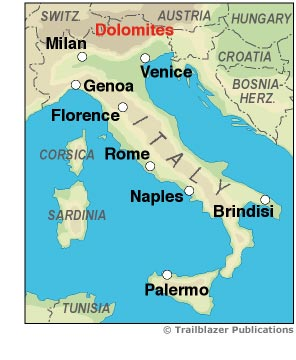 SWITZ.
AUSTRIA
HUNGARY
Dolomites
Milan
CROATIA
Venice
Genoa
BOSNIA-
HERZ.
Florence
ITALY
CORSICA
Rome
Naples
SARDINIA
Brindisi
Palermo
TUNISIA
© Trailblazer Publications